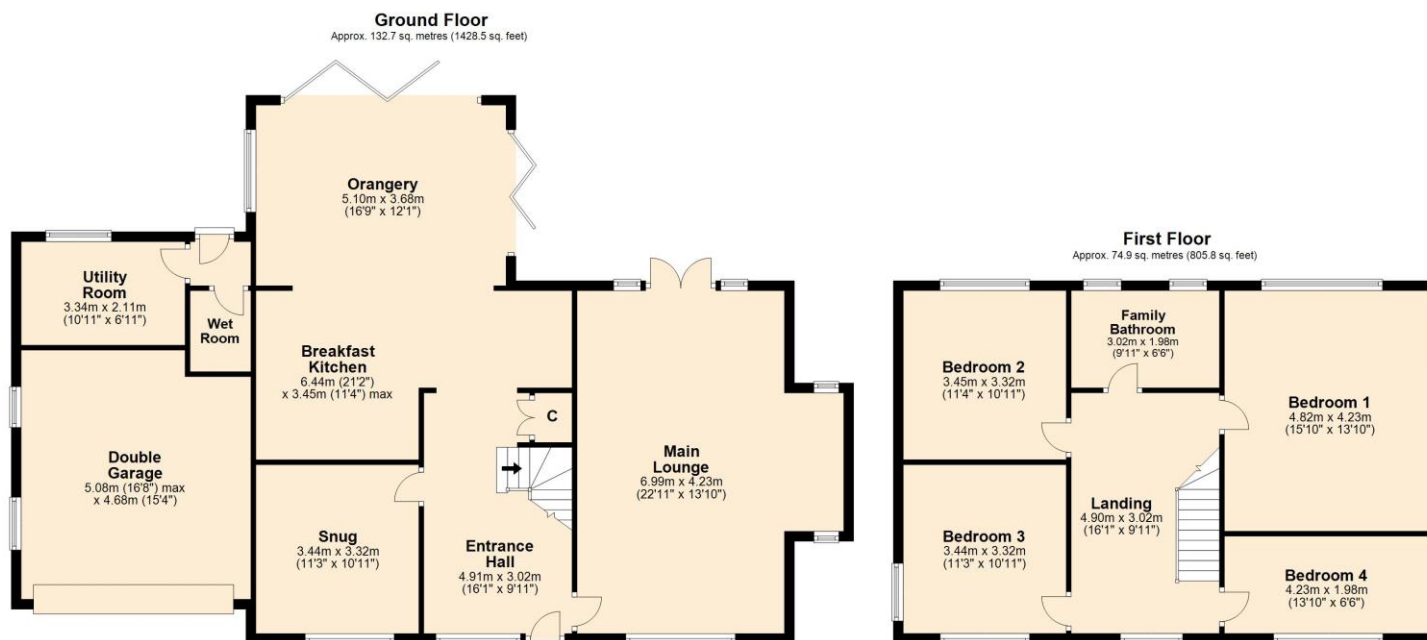 Ground Floor
Approx. 132.7 sq. metres (1428.5 sq. feet)
Orangery
5.10m x 3.68m
(16'9" x 12'1")
Utility
Room
3.34m x 2.11m
(10'11" x 6'11")
Wet
Room
Breakfast
Kitchen
6.44m (21'2")
x 3.45m (11'4") max
C
Double
Garage
5.08m (16'8") max
x 4.68m (15'4")
Main
Lounge
6.99m x 4.23m
(22'11" x 13'10")
Snug
3.44m x 3.32m
(11'3" x 10'11")
Entrance
Hall
4.91m x 3.02m
(16'1" x 9'11")
First Floor
Approx. 74.9 sq. metres (805.8 sq. feet)
Family
Bathroom
3.02m x 1.98m
(9'11" x 6'6")
Bedroom 2
3.45m x 3.32m
(11'4" x 10'11")
Bedroom 1
4.82m x 4.23m
(15'10" x 13'10")
Landing
4.90m x 3.02m
(16'1" x 9'11")
Bedroom 3
3.44m x 3.32m
(11'3" x 10'11")
Bedroom 4
4.23m x 1.98m
(13'10" x 6'6")